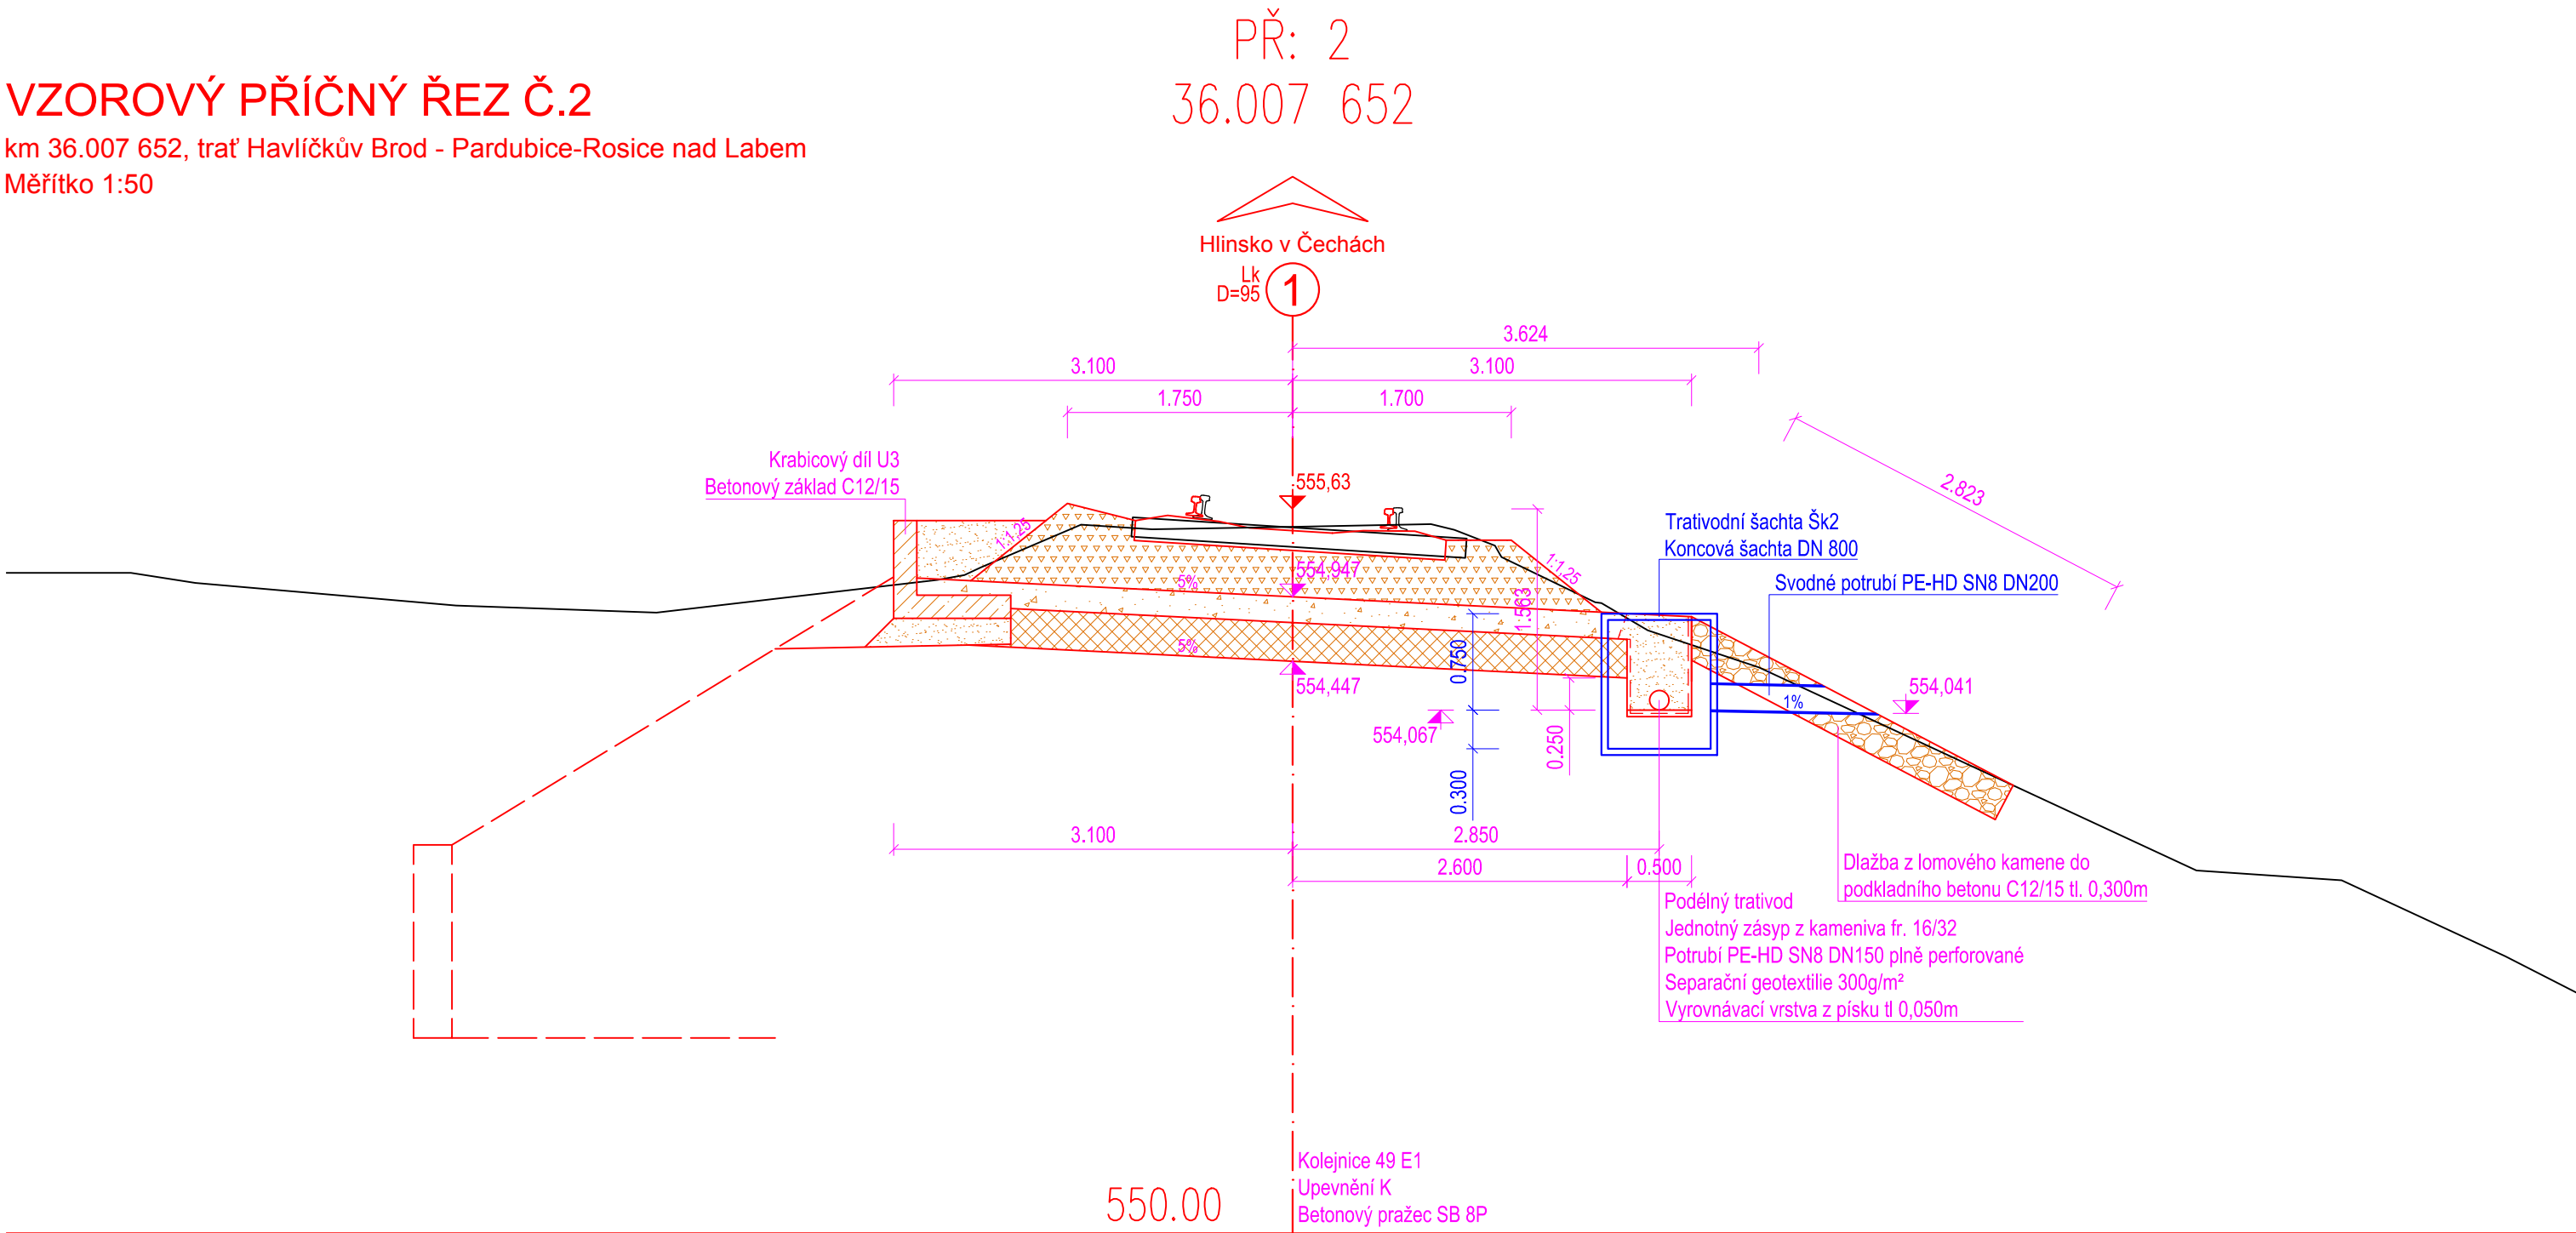 PŘ: 2
36.007 652
VZOROVÝ PŘÍČNÝ ŘEZ Č.2
km 36.007 652, trať Havlíčkův Brod - Pardubice-Rosice nad Labem
Měřítko 1:50
Hlinsko v Čechách
Lk
D=95
1
3.624
3.100
3.100
1.750
1.700
2.823
Krabicový díl U3
Betonový základ C12/15
555,63
Trativodní šachta Šk2
Koncová šachta DN 800
Svodné potrubí PE-HD SN8 DN200
1:1,25
1:1,25
5%
554,947
1.563
5%
0.750
554,447
554,041
1%
554,067
0.250
0.300
3.100
2.850
2.600
0.500
Dlažba z lomového kamene do
podkladního betonu C12/15 tl. 0,300m
Podélný trativod
Jednotný zásyp z kameniva fr. 16/32
Potrubí PE-HD SN8 DN150 plně perforované
Separační geotextilie 300g/m²
Vyrovnávací vrstva z písku tl 0,050m
Kolejnice 49 E1
Upevnění K
Betonový pražec SB 8P
550.00